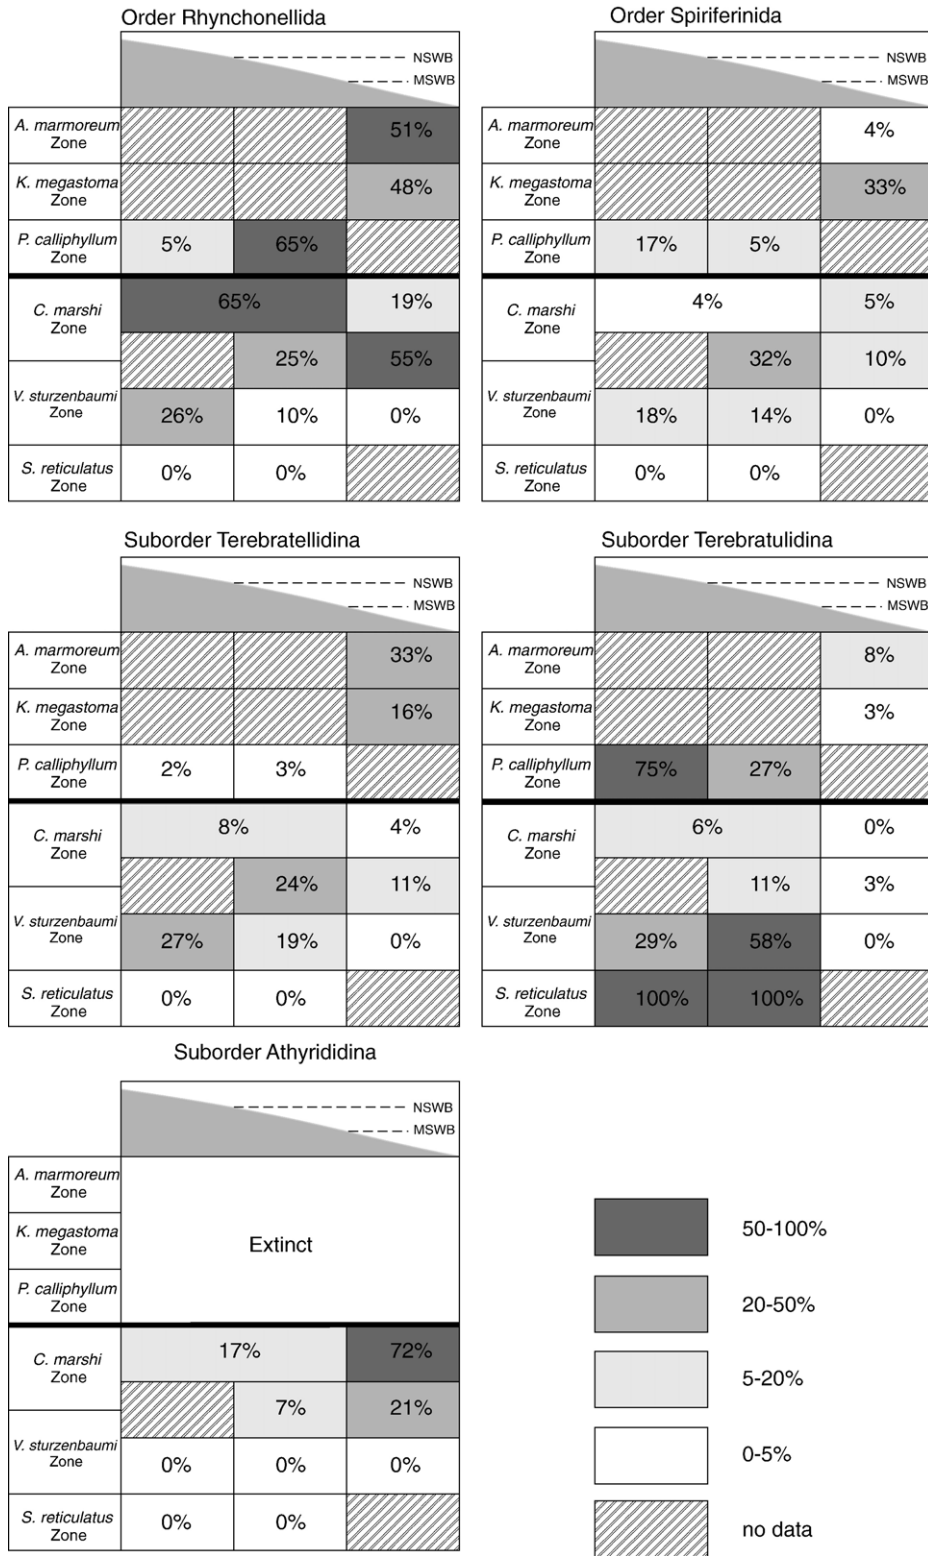 Order Rhynchonellida
NSWB
MSWB
A. marmoreum
Zone
51%
K. megastoma
Zone
48%
P. calliphyllum
Zone
5% 65%
C. marshi
Zone
65% 19%
25% 55%
V. sturzenbaumi
Zone
26% 10% 0%
S. reticulatus
Zone
0% 0%
Order Spiriferinida
NSWB
MSWB
A. marmoreum
Zone
4%
K. megastoma
Zone
33%
P. calliphyllum
Zone
17% 5%
C. marshi
Zone
4% 5%
32% 10%
V. sturzenbaumi
Zone
18% 14% 0%
S. reticulatus
Zone
0% 0%
Suborder Terebratellidina
NSWB
MSWB
A. marmoreum
Zone
33%
K. megastoma
Zone
16%
P. calliphyllum
Zone
2% 3%
C. marshi
Zone
8% 4%
24% 11%
V. sturzenbaumi
Zone
27% 19% 0%
S. reticulatus
Zone
0% 0%
Suborder Terebratulidina
NSWB
MSWB
A. marmoreum
Zone
8%
K. megastoma
Zone
3%
P. calliphyllum
Zone
75% 27%
C. marshi
Zone
6% 0%
11% 3%
V. sturzenbaumi
Zone
29% 58% 0%
S. reticulatus
Zone
100% 100%
Suborder Athyrididina
NSWB
MSWB
A. marmoreum
Zone
K. megastoma
Zone
Extinct
P. calliphyllum
Zone
C. marshi
Zone
17% 72%
7% 21%
V. sturzenbaumi
Zone
0% 0% 0%
S. reticulatus
Zone
0% 0%
50-100%
20-50%
5-20%
0-5%
no data